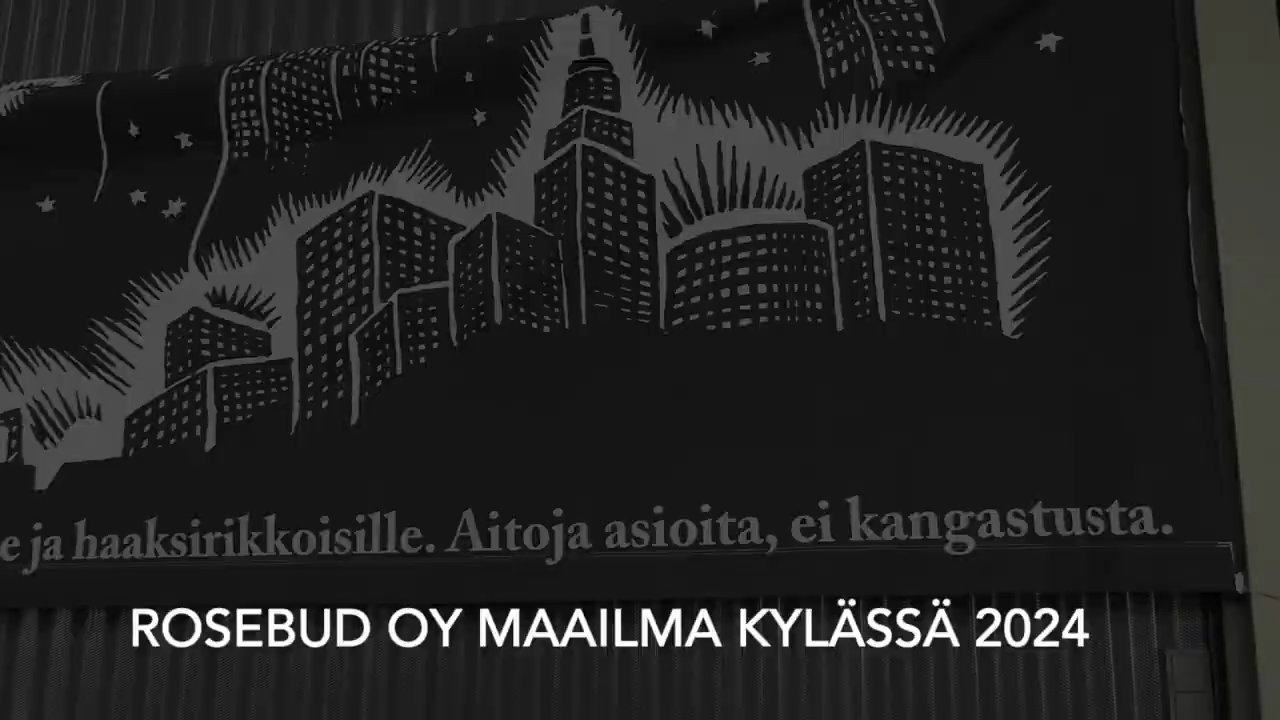 e ja haaksirikkoisille. Aitoja asioita, ei kangastusta.
ROSEBUD OY MAAILMA KYLÄSSÄ 2024